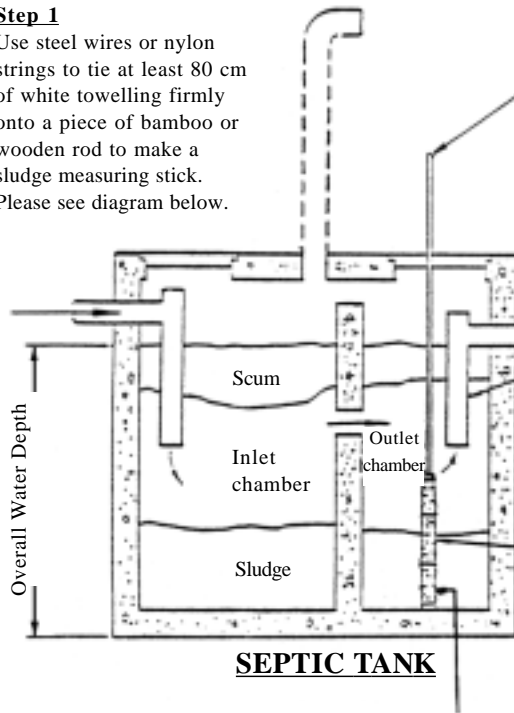 Step 1
Use steel wires or nylon
strings to tie at least 80 cm
of white towelling firmly
onto a piece of bamboo or
wooden rod to make a
sludge measuring stick.
Please see diagram below.
Scum
Outlet
chamber
Inlet
chamber
Overall Water Depth
Sludge
SEPTIC TANK